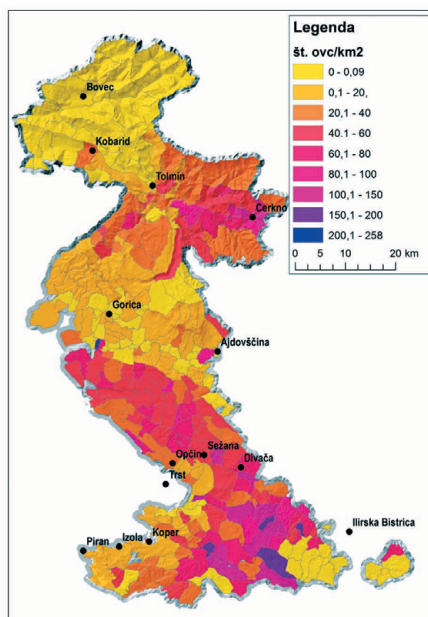 Legenda
št. ovc/km2
0 - 0,09
0,1 - 20,
20,1 - 40
40.1 - 60
60,1 - 80
80,1 - 100
100,1 - 150
150,1 - 200
200,1 - 258
0 5 10 20 km
Bovec
Kobarid
Tolmin
Cerkno
Gorica
Ajdovščina
Sežana
Opčine
Divača
Trst
Ilirska Bistrica
Koper
Izola
Piran